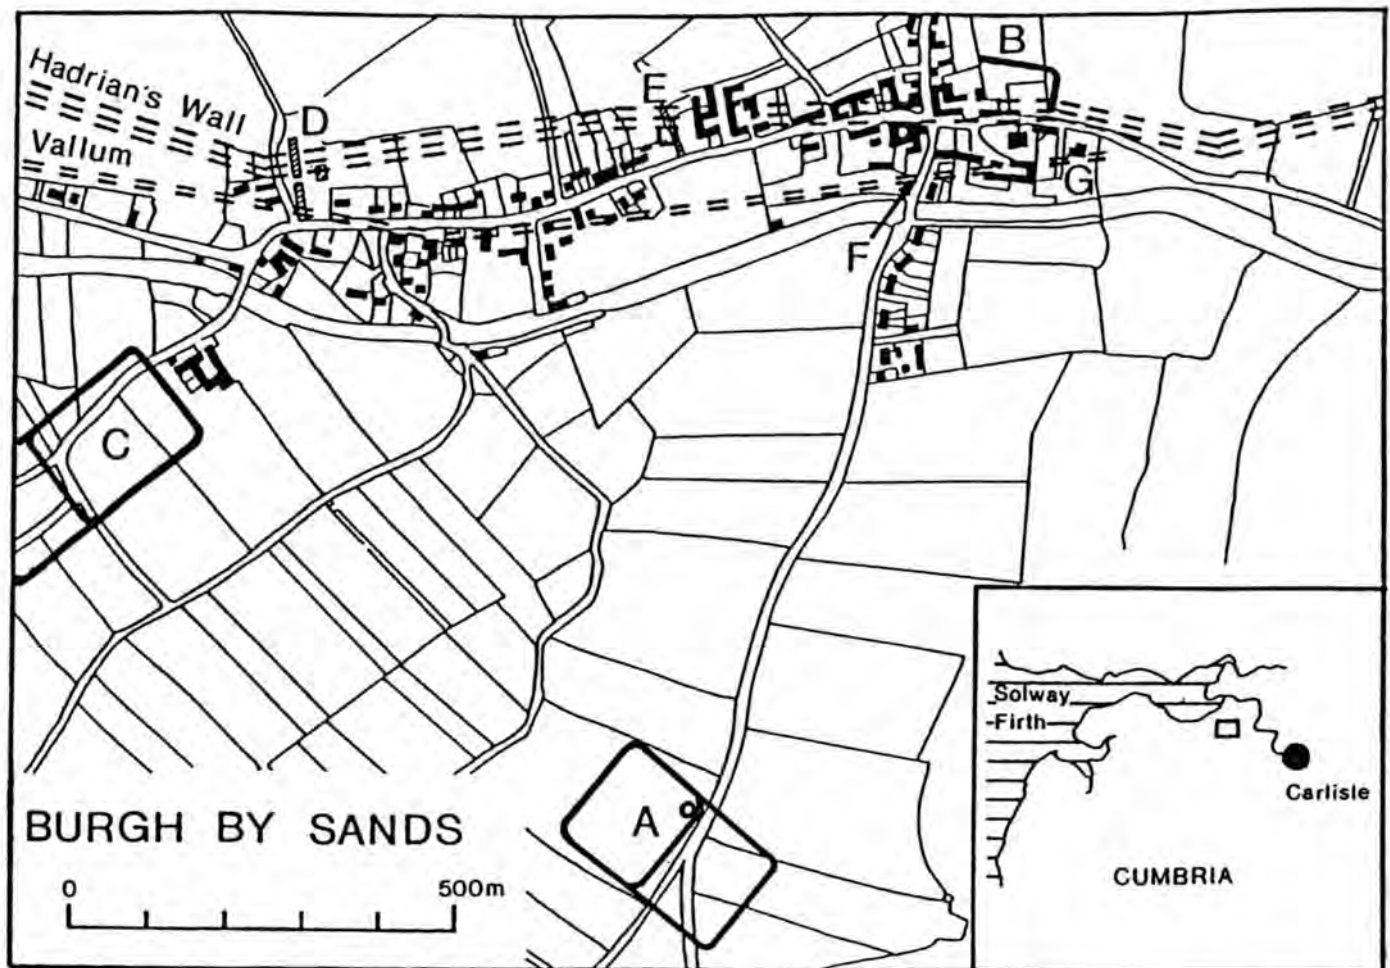 Hadrian's Wall
Vallum
D
E
B
G
F
C
A
BURGH BY SANDS
0 500m
Solway
Firth
Carlisle
CUMBRIA